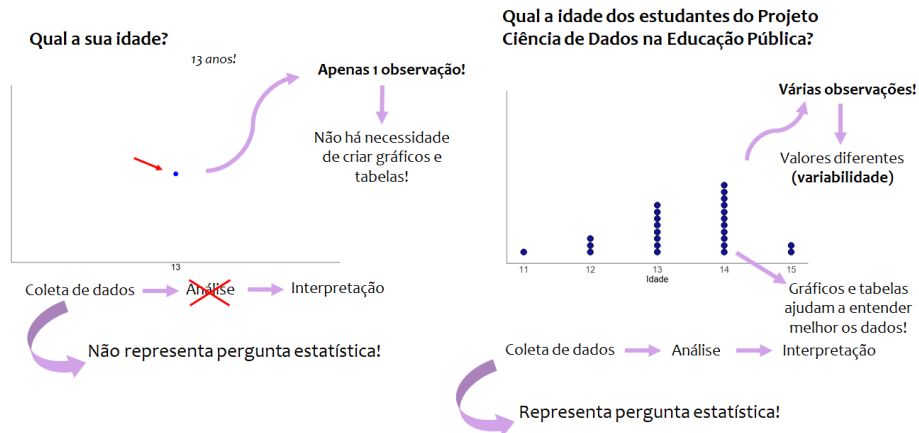 Qual a sua idade?
13 anos!
Apenas 1 observação!
Não há necessidade
de criar gráficos e
tabelas!
13
Coleta de dados
Análise
Interpretação
Não representa pergunta estatística!
Qual a idade dos estudantes do Projeto
Ciência de Dados na Educação Pública?
Várias observações!
Valores diferentes
(variabilidade)
11 12 13 14 15
Idade
Gráficos e tabelas
ajudam a entender
melhor os dados!
Coleta de dados
Análise
Interpretação
Representa pergunta estatística!